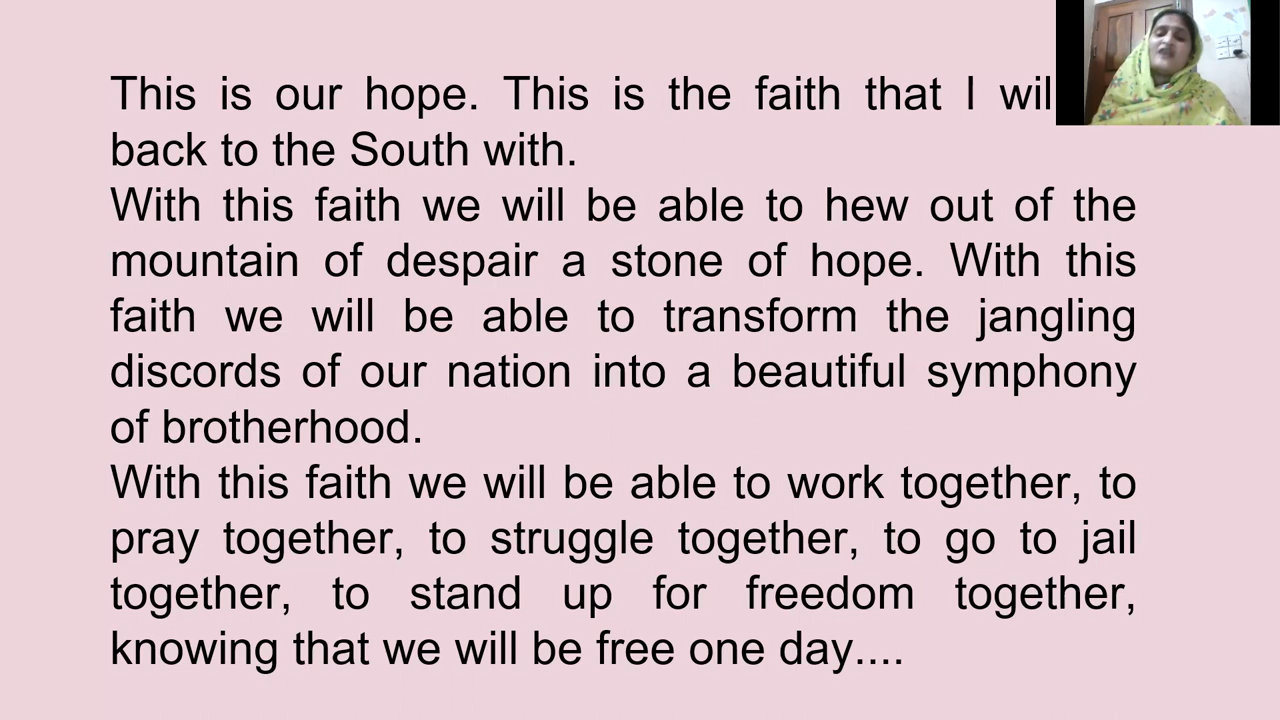 This is our hope. This is the faith that I wil
back to the South with.
With this faith we will be able to hew out of the
mountain of despair a stone of hope. With this
faith we will be able to transform the jangling
discords of our nation into a beautiful symphony
of brotherhood.
With this faith we will be able to work together, to
pray together, to struggle together, to go to jail
together, to stand up for freedom together,
knowing that we will be free one day....